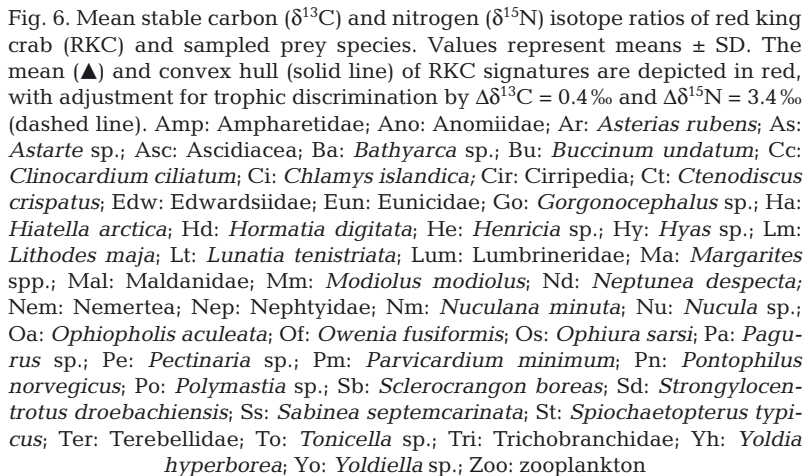 Fig. 6. Mean stable carbon (δ¹³C) and nitrogen (δ¹⁵N) isotope ratios of red king
crab (RKC) and sampled prey species. Values represent means ± SD. The
mean (▲) and convex hull (solid line) of RKC signatures are depicted in red,
with adjustment for trophic discrimination by Δδ¹³C = 0.4‰ and Δδ¹⁵N = 3.4‰
(dashed line). Amp: Ampharetidae; Ano: Anomiidae; Ar: Asterias rubens; As:
Astarte sp.; Asc: Ascidiacea; Ba: Bathyarca sp.; Bu: Buccinum undatum; Cc:
Clinocardium ciliatum; Ci: Chlamys islandica; Cir: Cirripedia; Ct: Ctenodiscus
crispatus; Edw: Edwardsiidae; Eun: Eunicidae; Go: Gorgonocephalus sp.; Ha:
Hiatella arctica; Hd: Hormatia digitata; He: Henricia sp.; Hy: Hyas sp.; Lm:
Lithodes maja; Lt: Lunatia tenistriata; Lum: Lumbrineridae; Ma: Margarites
spp.; Mal: Maldanidae; Mm: Modiolus modiolus; Nd: Neptunea despecta;
Nem: Nemertea; Nep: Nephtyidae; Nm: Nuculana minuta; Nu: Nucula sp.;
Oa: Ophiopholis aculeata; Of: Owenia fusiformis; Os: Ophiura sarsi; Pa: Pagu-
rus sp.; Pe: Pectinaria sp.; Pm: Parvicardium minimum; Pn: Pontophilus
norvegicus; Po: Polymastia sp.; Sb: Sclerocrangon boreas; Sd: Strongylocen-
trotus droebachiensis; Ss: Sabinea septemcarinata; St: Spiochaetopterus typi-
cus; Ter: Terebellidae; To: Tonicella sp.; Tri: Trichobranchidae; Yh: Yoldia
hyperborea; Yo: Yoldiella sp.; Zoo: zooplankton